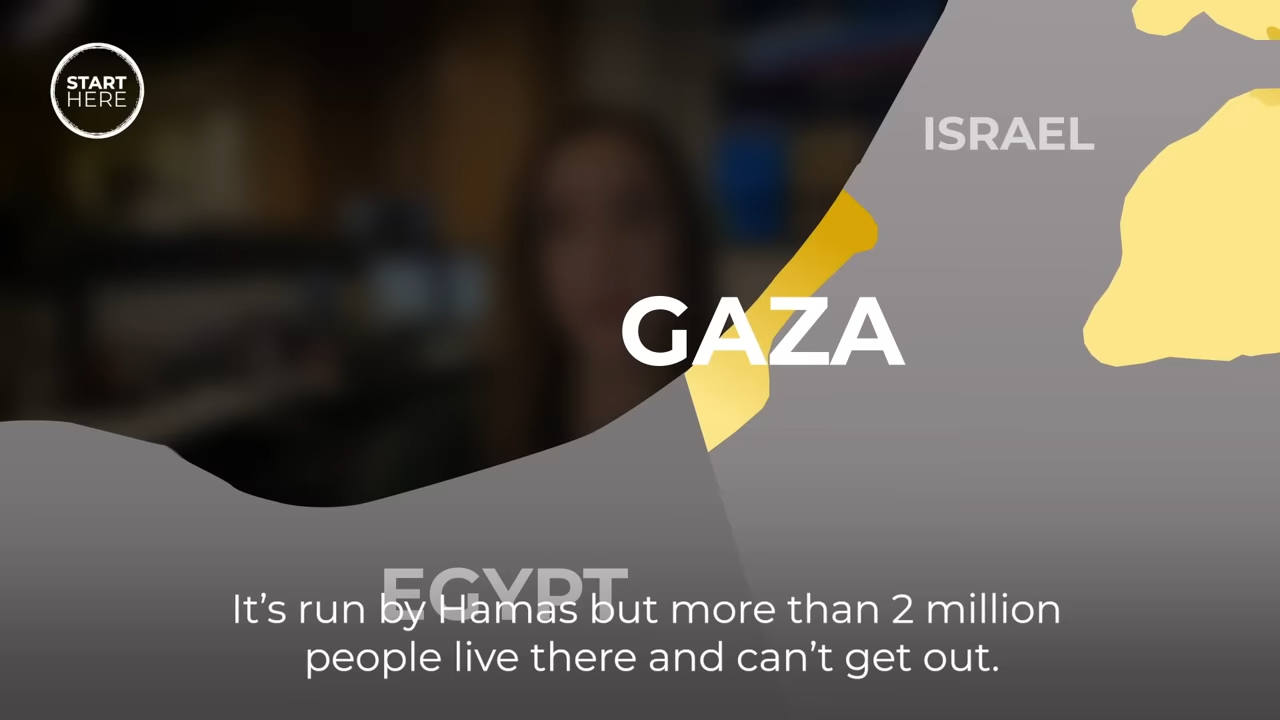 START
HERE
ISRAEL
GAZA
EGYPT
It’s run by Hamas but more than 2 million
people live there and can’t get out.